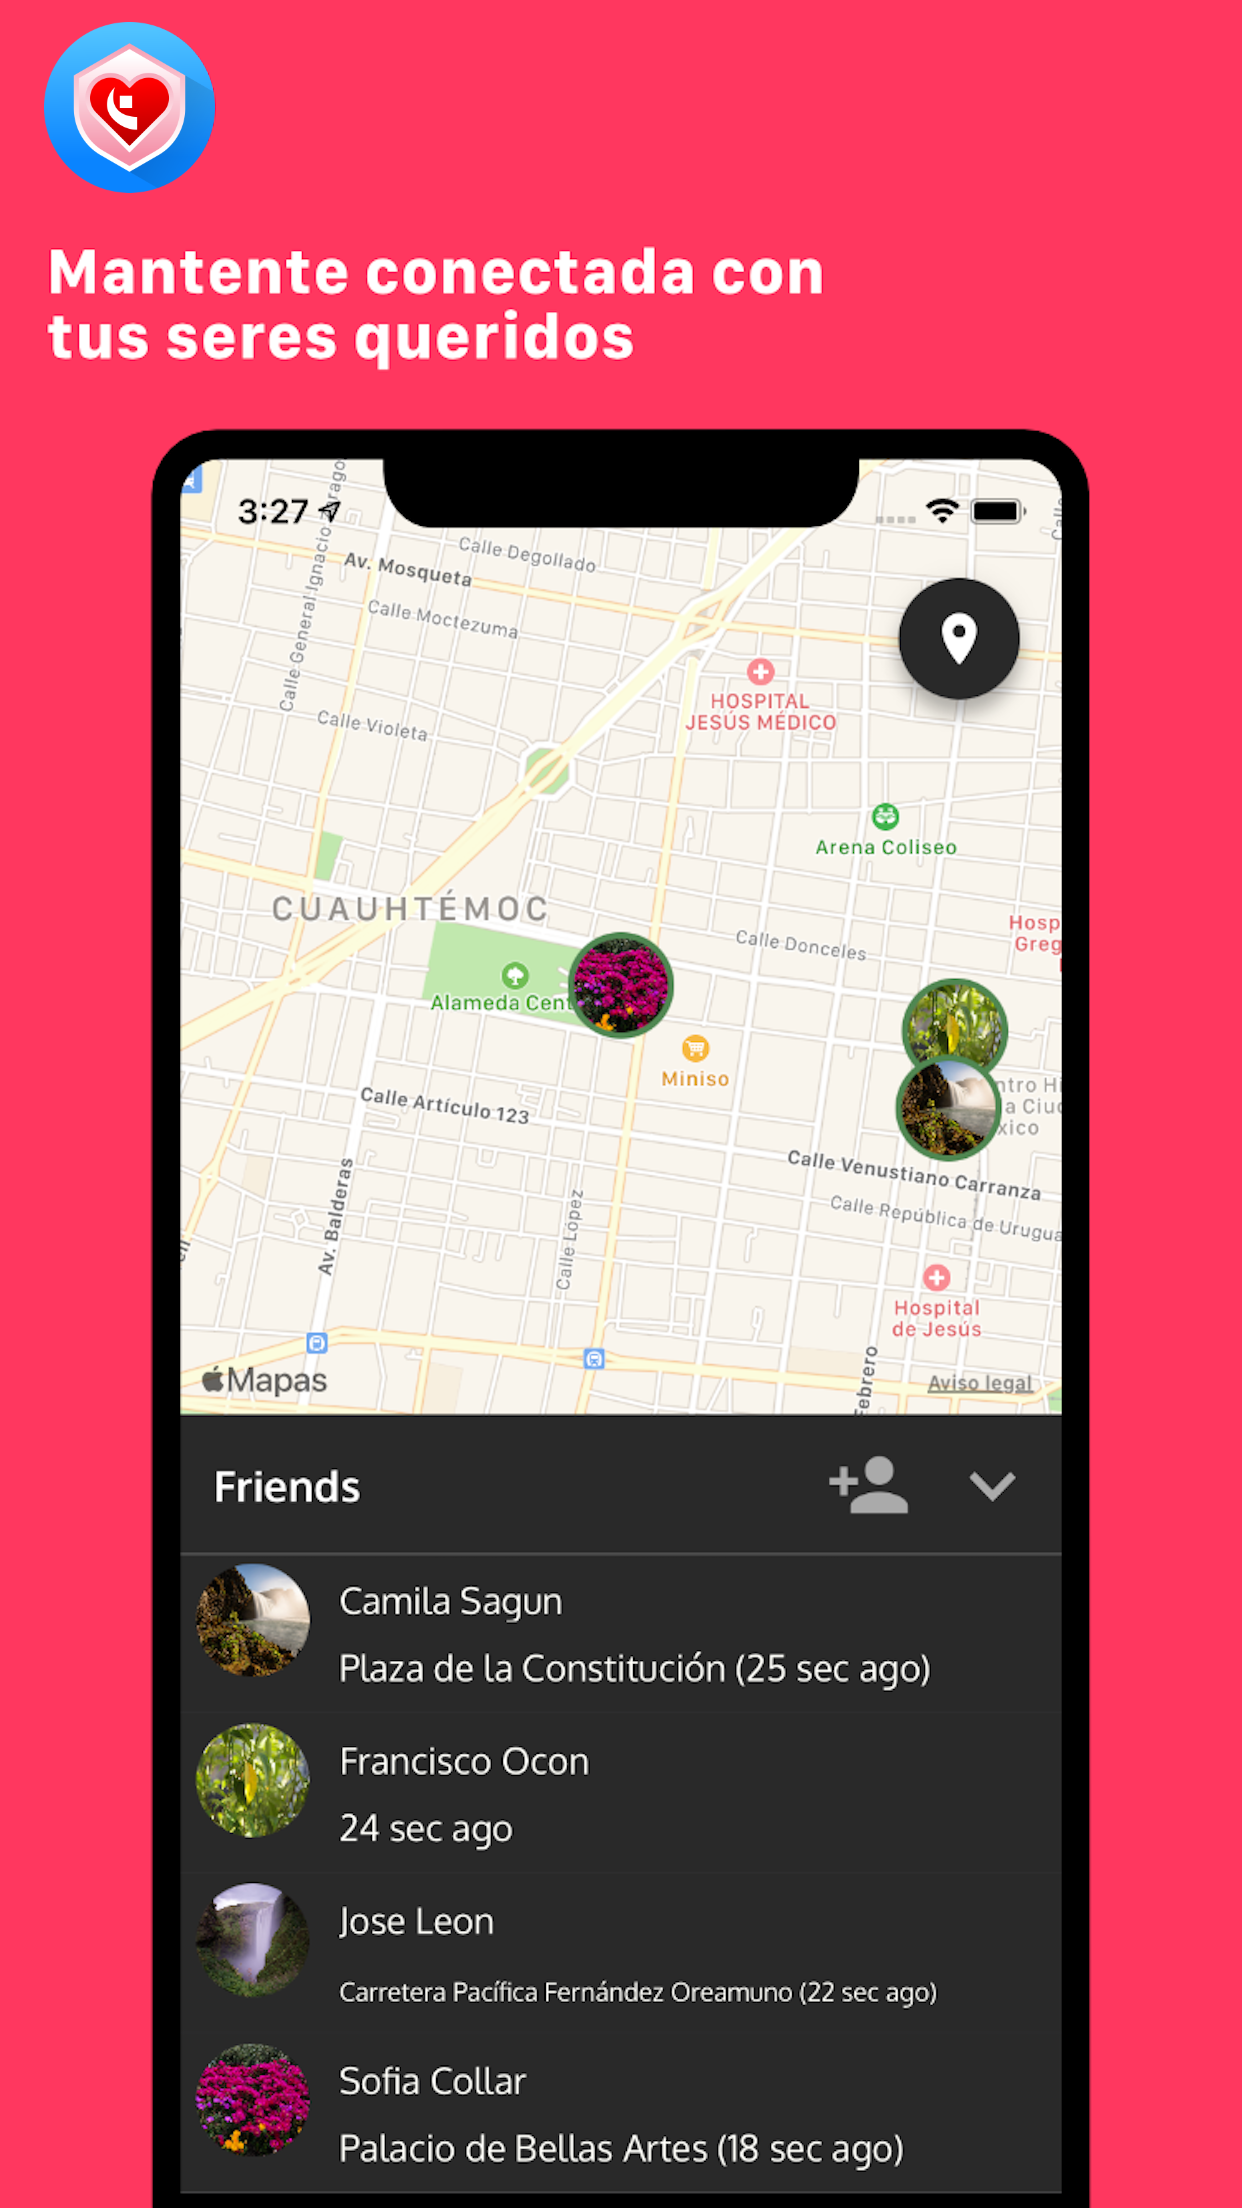 Mantente conectada con
tus seres queridos
3:27
Calle General Ignacio
Calle Degollado
Av. Mosqueta
Calle Moctezuma
HOSPITAL
JESÚS MÉDICO
Calle Violeta
Arena Coliseo
CUAUHTÉMOC
Hosp
Greg
Calle Donceles
Alameda Cent
Miniso
ntro Hi
a Ciud
xico
Calle Artículo 123
Calle Venustiano Carranza
Calle República de Urugua
Av. Balderas
Calle López
Hospital
de Jesús
Febrero
Mapas
Aviso legal
Friends
Camila Sagun
Plaza de la Constitución (25 sec ago)
Francisco Ocon
24 sec ago
Jose Leon
Carretera Pacífica Fernández Oreamuno (22 sec ago)
Sofia Collar
Palacio de Bellas Artes (18 sec ago)